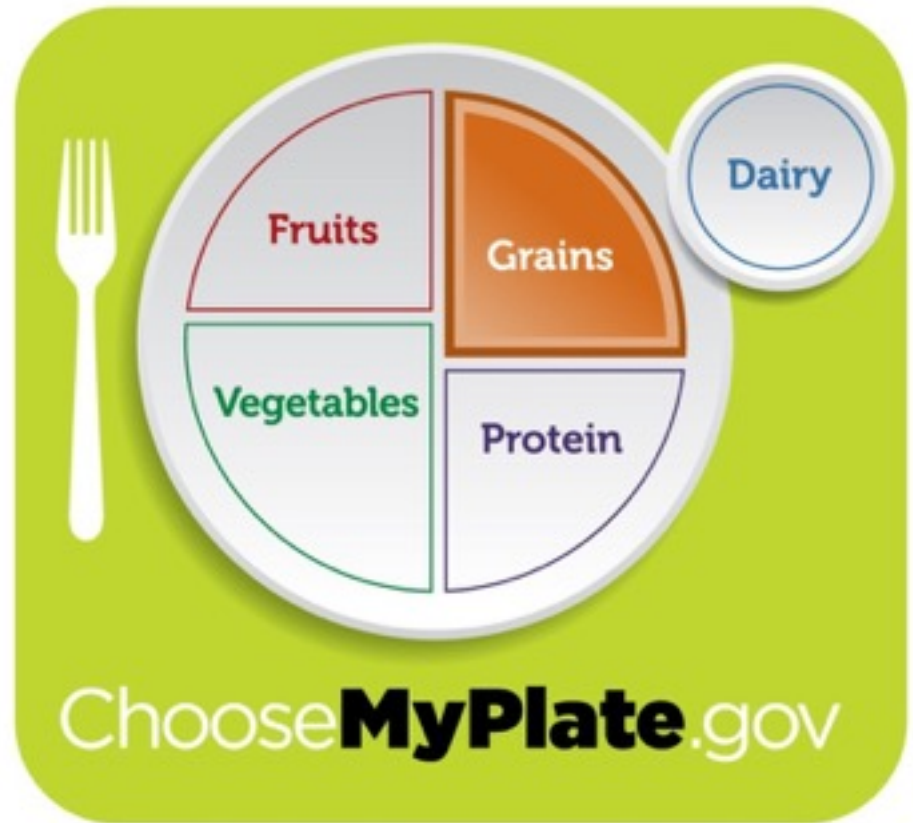 Fruits
Grains
Dairy
Vegetables
Protein
ChooseMyPlate.gov